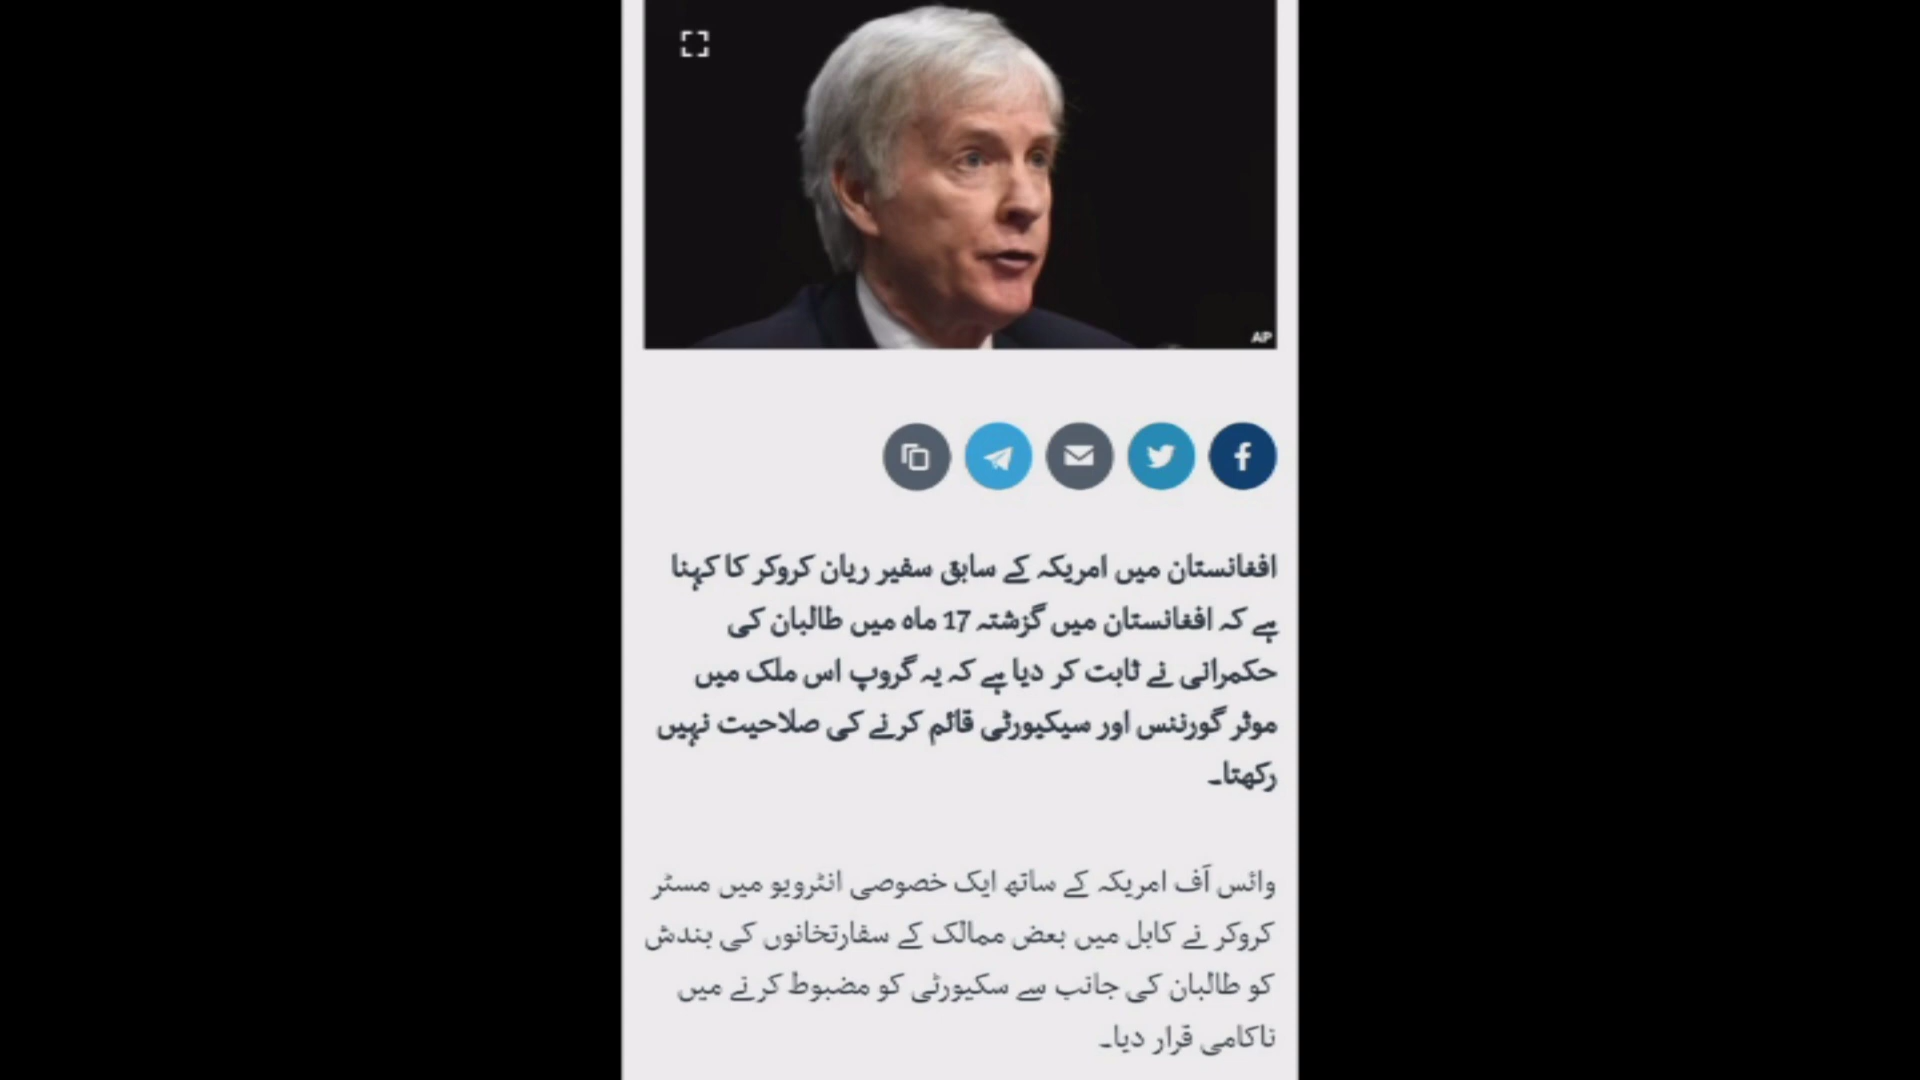 AP
افغانستان میں امریکہ کے سابق سفیر ریان کروکر کا کہنا
ہے کہ افغانستان میں گزشتہ 17 ماہ میں طالبان کی
حکمرانی نے ثابت کر دیا ہے کہ یہ گروپ اس ملک میں
موثر گورننس اور سیکیورٹی قائم کرنے کی صلاحیت نہیں
رکھتا۔
وائس آف امریکہ کے ساتھ ایک خصوصی انٹرویو میں مسٹر
کروکر نے کابل میں بعض ممالک کے سفارتخانوں کی بندش
کو طالبان کی جانب سے سکیورٹی کو مضبوط کرنے میں
ناکامی قرار دیا۔